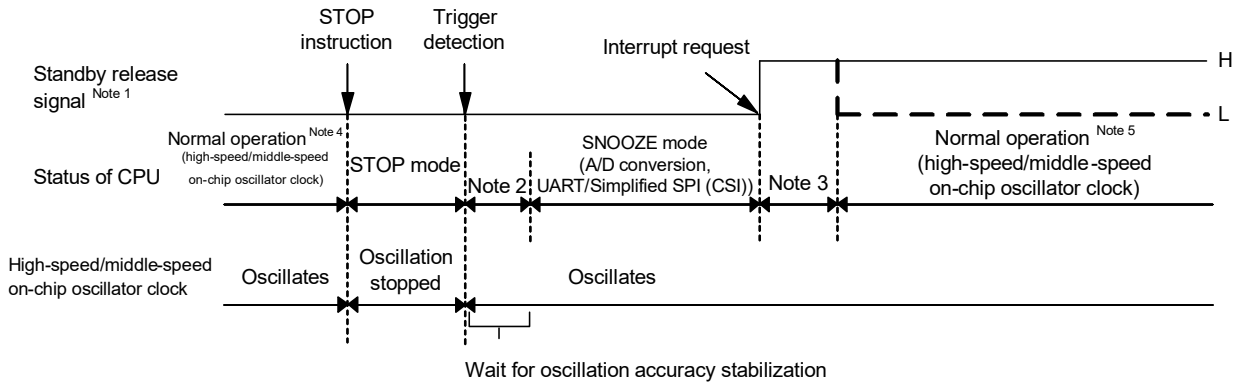 STOP
instruction
Trigger
detection
Interrupt request
Standby release
signal Note 1
H
L
Normal operation Note 4
(high-speed/middle-speed
on-chip oscillator clock)
Status of CPU
STOP mode
Note 2
SNOOZE mode
(A/D conversion,
UART/Simplified SPI (CSI))
Note 3
Normal operation Note 5
(high-speed/middle-speed
on-chip oscillator clock)
High-speed/middle-speed
on-chip oscillator clock
Oscillates
Oscillation
stopped
Oscillates
Wait for oscillation accuracy stabilization